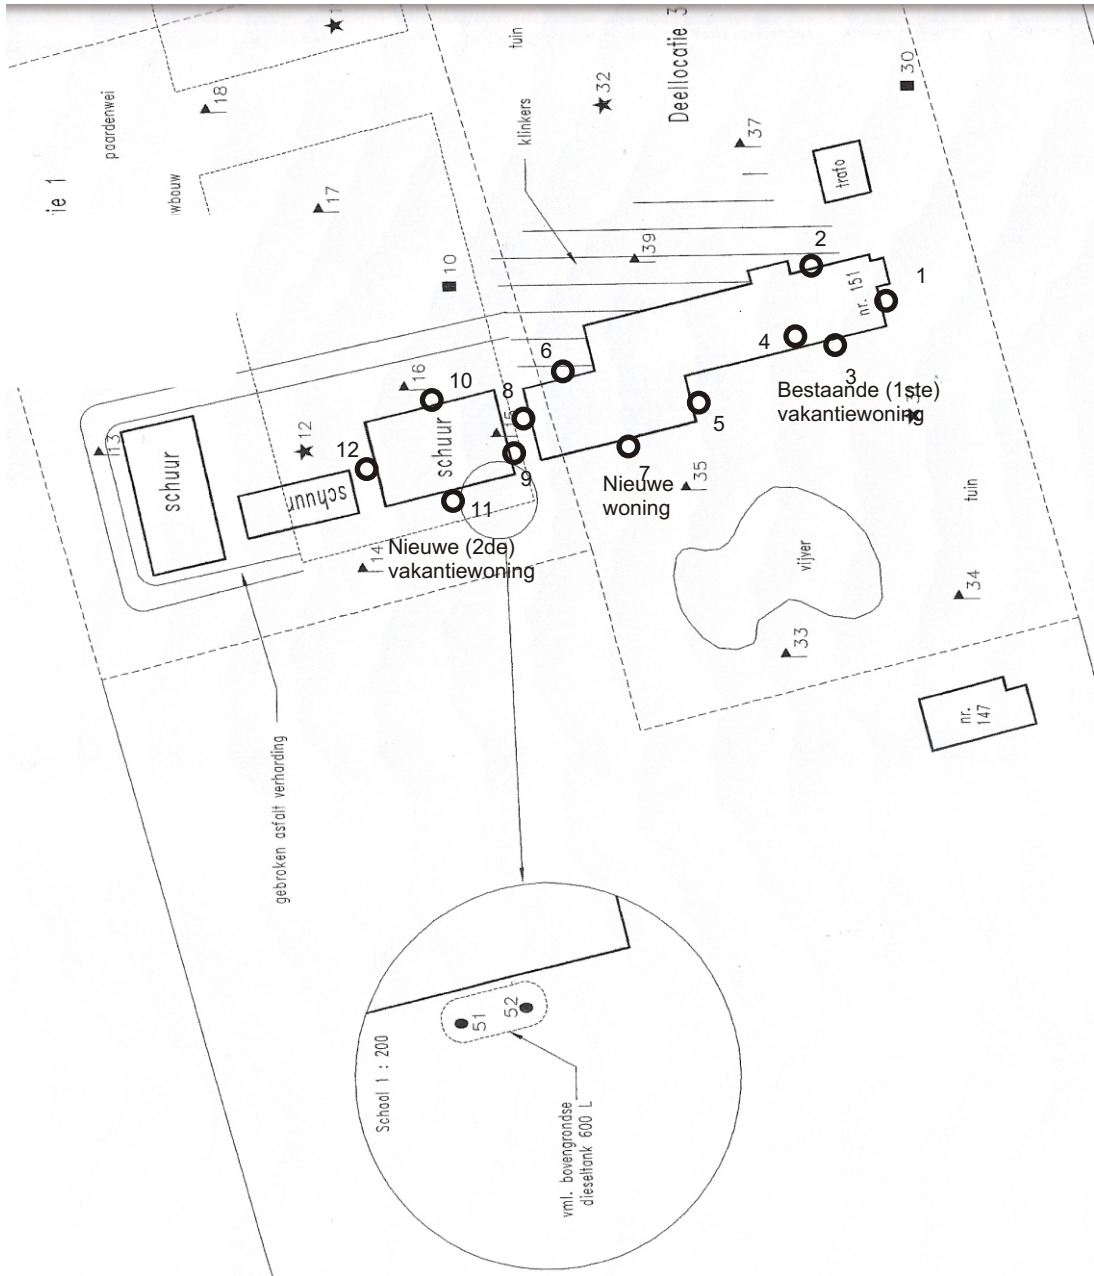 ie 1
paardenwei
wbouw
18
17
tuin
klinkers
32
Deellocatie 3
30
37
trafo
39
10
2
1
nr. 151
4
3
6
8
10
16
15
9
schuur
12
12
13
schuur
schuur
11
14
5
7
35
Bestaande (1ste)
vakantiewoning
Nieuwe
woning
Nieuwe (2de)
vakantiewoning
vijver
tuin
34
33
nr.
147
gebroken asfalt verharding
Schaal 1 : 200
51
52
vml. bovengrondse
dieseltank 600 L